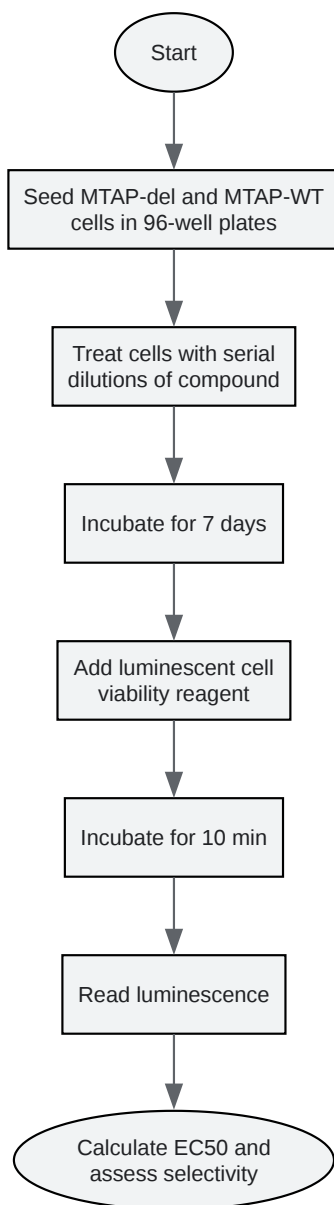 Start
Seed MTAP-del and MTAP-WT
cells in 96-well plates
Treat cells with serial
dilutions of compound
Incubate for 7 days
Add luminescent cell
viability reagent
Incubate for 10 min
Read luminescence
Calculate EC50 and
assess selectivity